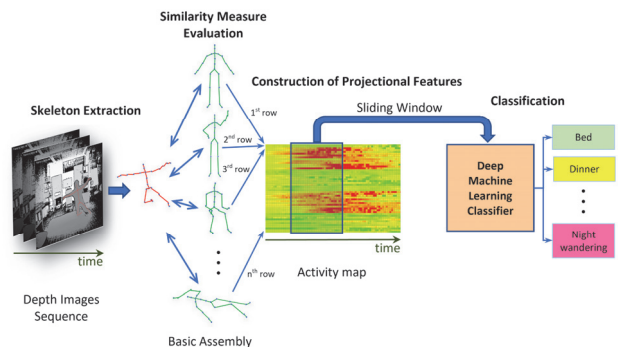 Similarity Measure
Evaluation
Construction of Projectional Features
Skeleton Extraction
1st row
2nd row
3rd row
nth row
Sliding Window
Classification
Deep
Machine
Learning
Classifier
Bed
Dinner
Night
wandering
time
time
Depth Images
Sequence
Activity map
Basic Assembly